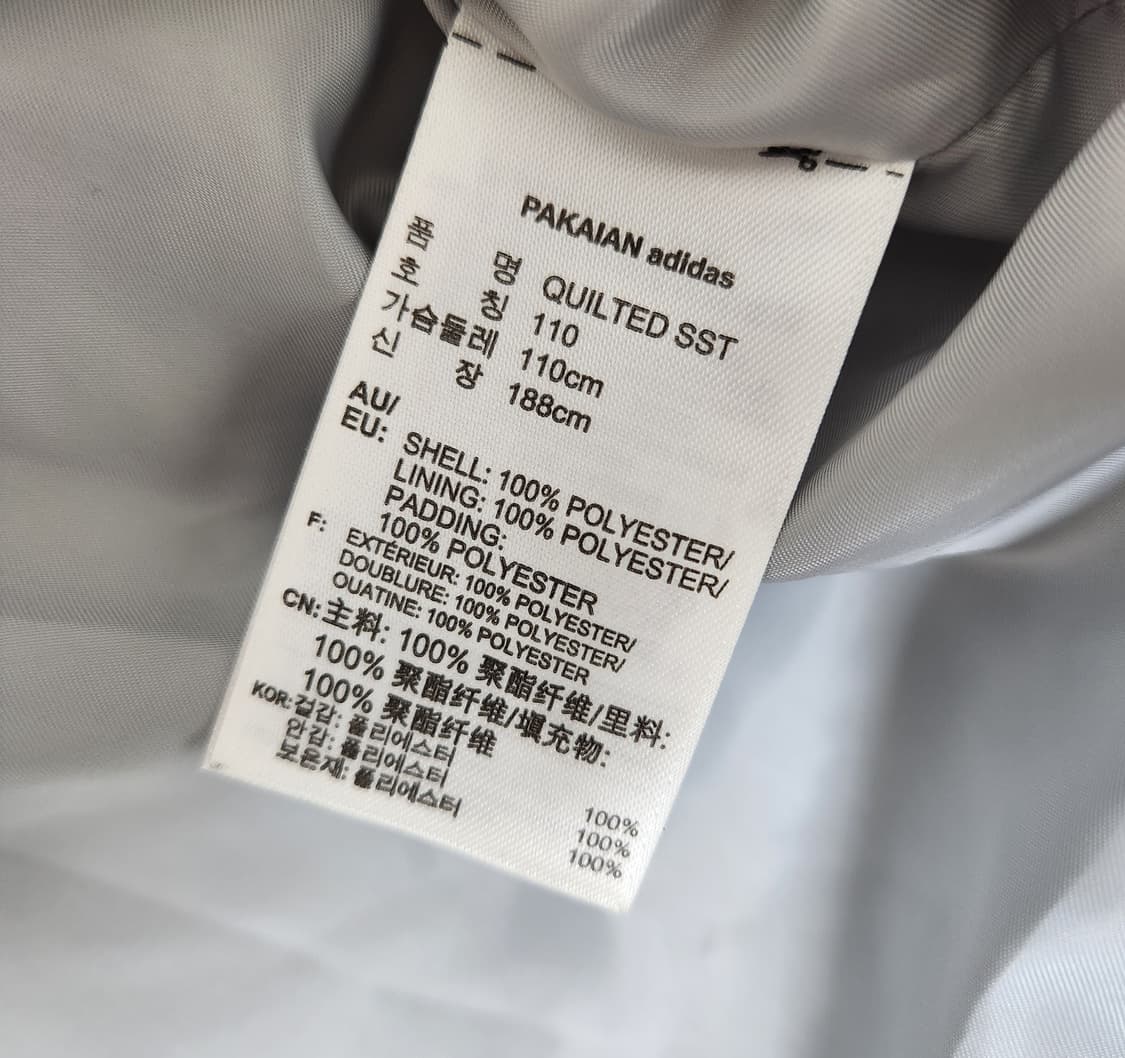 PAKAIAN adidas
품 명 QUILTED SST
호 칭 110
가슴둘레 110cm
신 장 188cm
AU/
EU: SHELL: 100% POLYESTER/
LINING: 100% POLYESTER/
PADDING:
100% POLYESTER
F: EXTÉRIEUR: 100% POLYESTER/
DOUBLURE: 100% POLYESTER/
OUATINE: 100% POLYESTER
CN: 主料: 100% 聚酯纤维/里料:
100% 聚酯纤维/填充物:
100% 聚酯纤维
KOR: 겉감: 폴리에스터 100%
안감: 폴리에스터 100%
보온재: 폴리에스터 100%